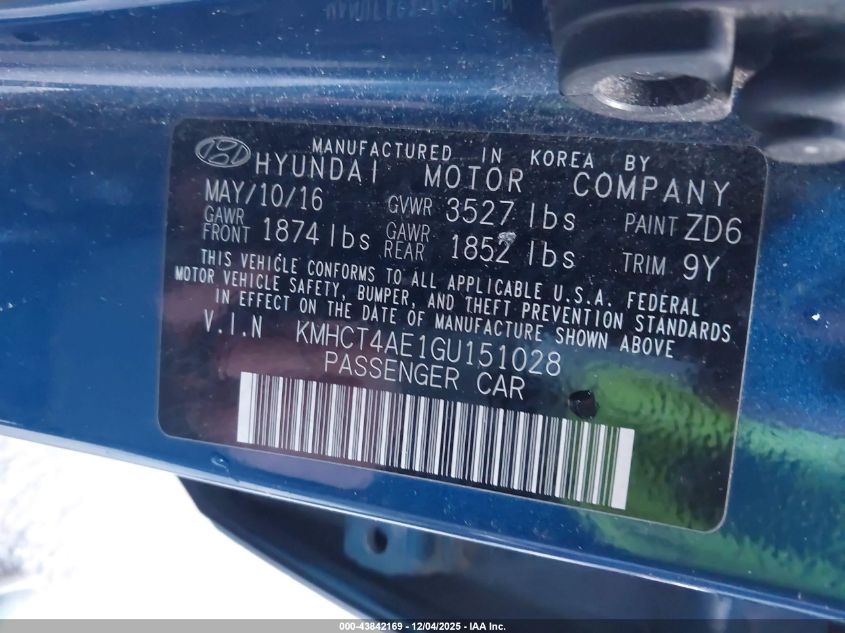 MANUFACTURED IN KOREA BY
HYUNDAI MOTOR COMPANY
MAY/10/16 GVWR 3527 lbs PAINT ZD6
GAWR FRONT 1874 lbs GAWR REAR 1852 lbs TRIM 9Y
THIS VEHICLE CONFORMS TO ALL APPLICABLE U.S.A. FEDERAL
MOTOR VEHICLE SAFETY, BUMPER, AND THEFT PREVENTION STANDARDS
IN EFFECT ON THE DATE OF MANUFACTURE SHOWN ABOVE.
V.I.N KMHCT4AE1GU151028
PASSENGER CAR
000-43842169 - 12/04/2025 - IAA Inc.